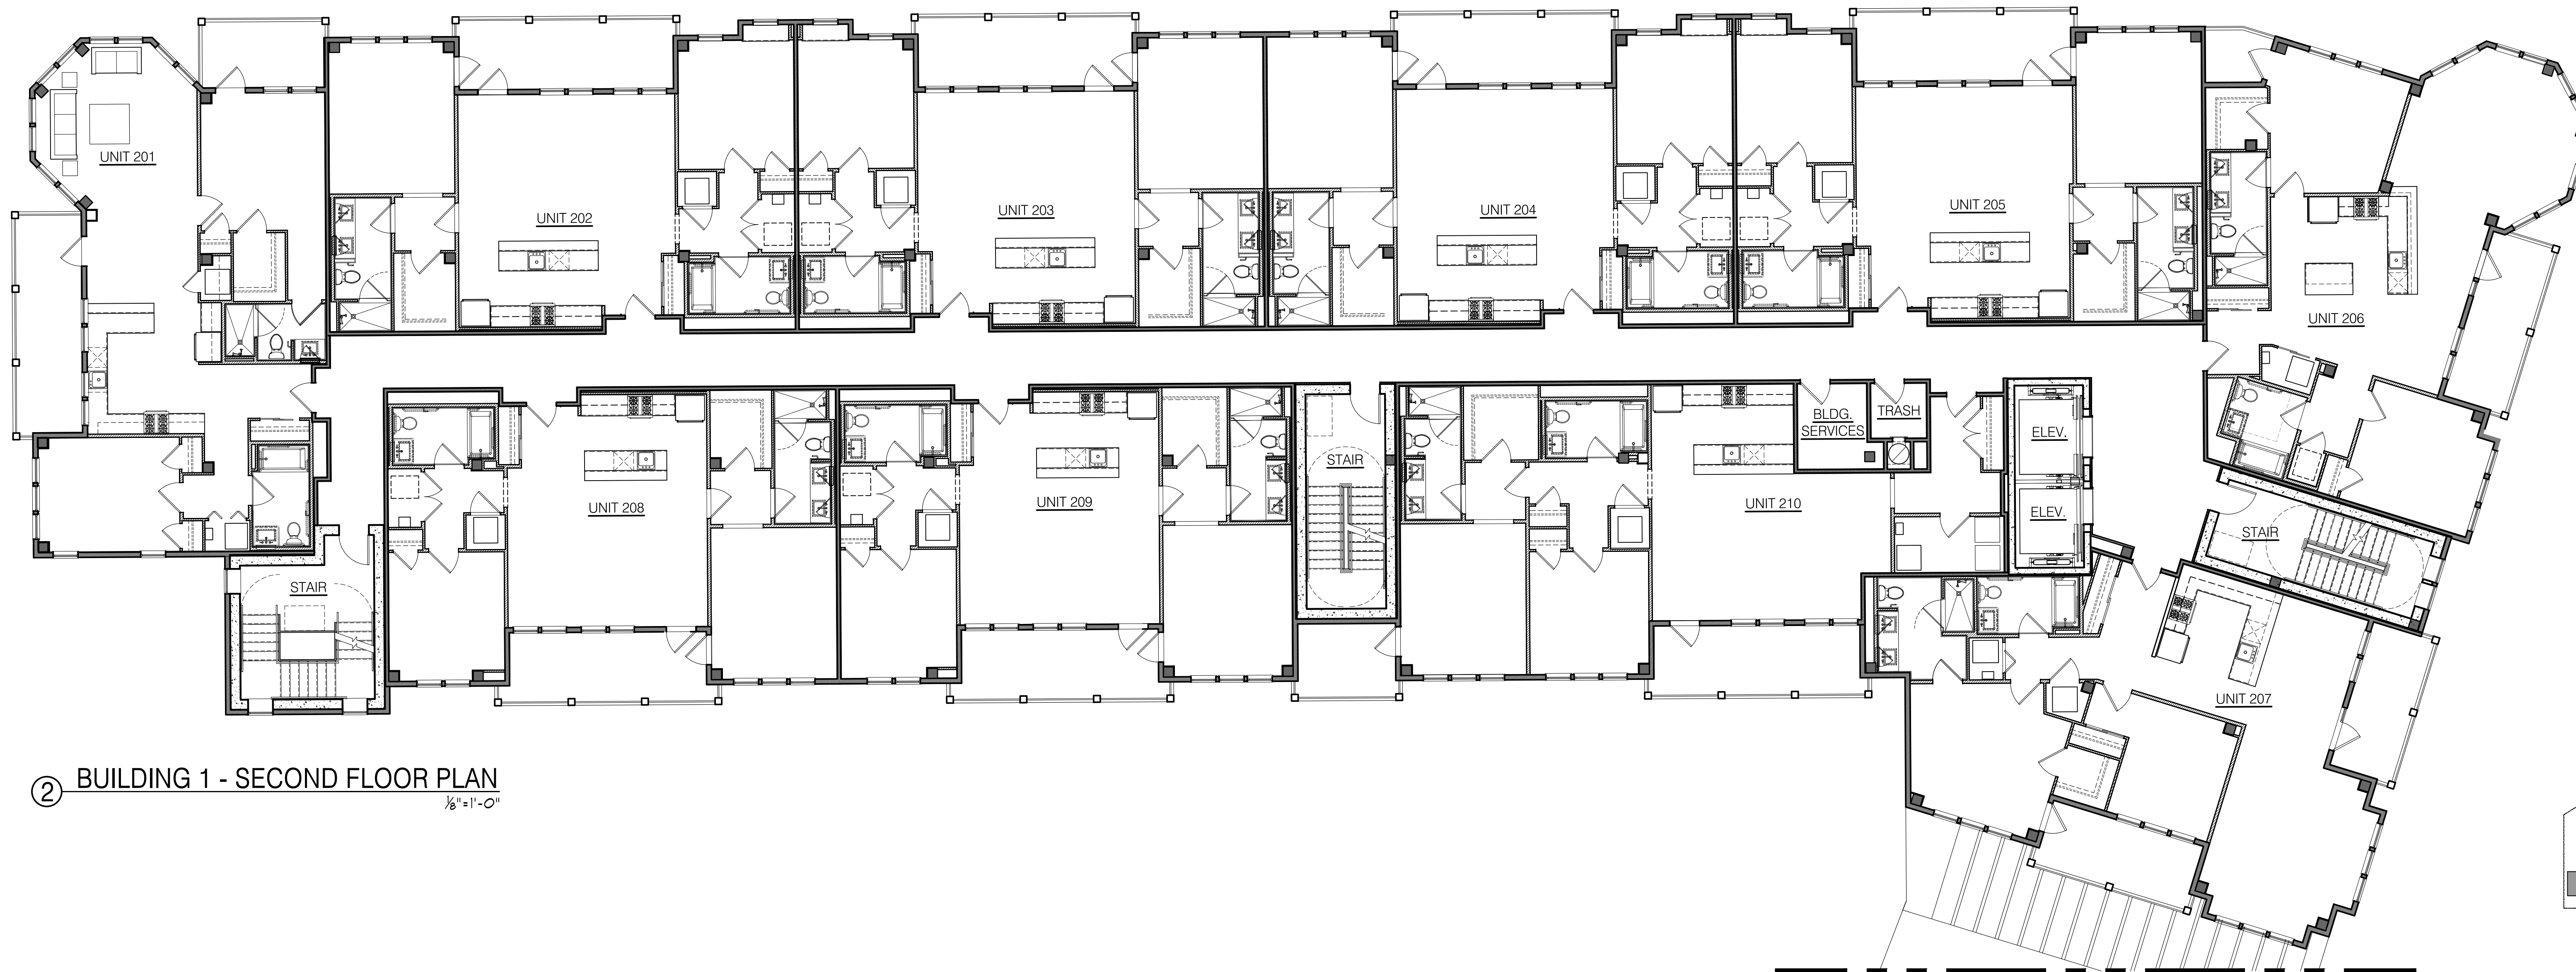 UNIT 201
UNIT 202
UNIT 203
UNIT 204
UNIT 205
UNIT 206
UNIT 208
UNIT 209
STAIR
UNIT 210
BLDG.
SERVICES
TRASH
ELEV.
ELEV.
STAIR
STAIR
UNIT 207
2 BUILDING 1 - SECOND FLOOR PLAN
1/8"=1'-0"